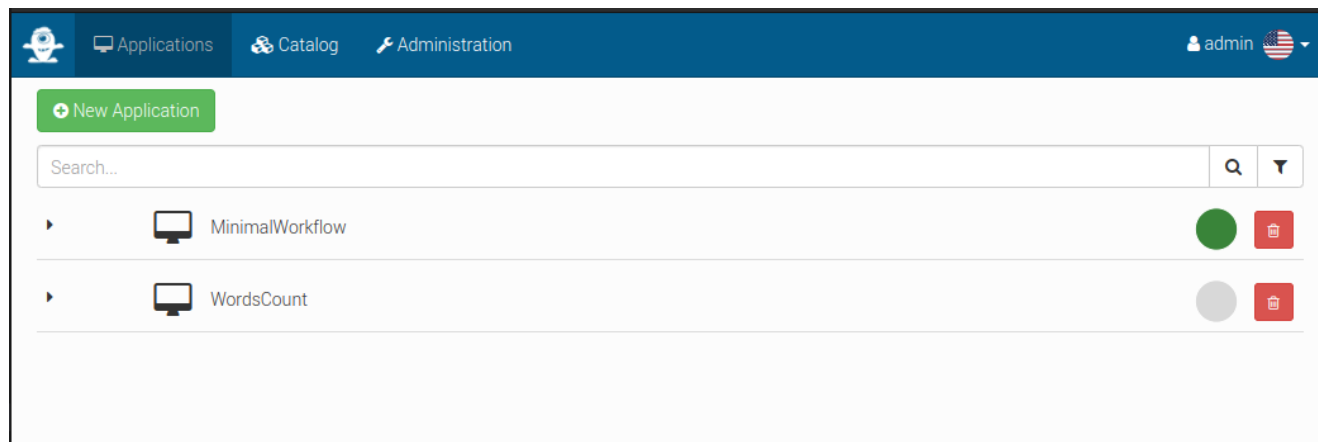 Applications Catalog Administration admin
New Application
Search...
MinimalWorkflow
WordsCount